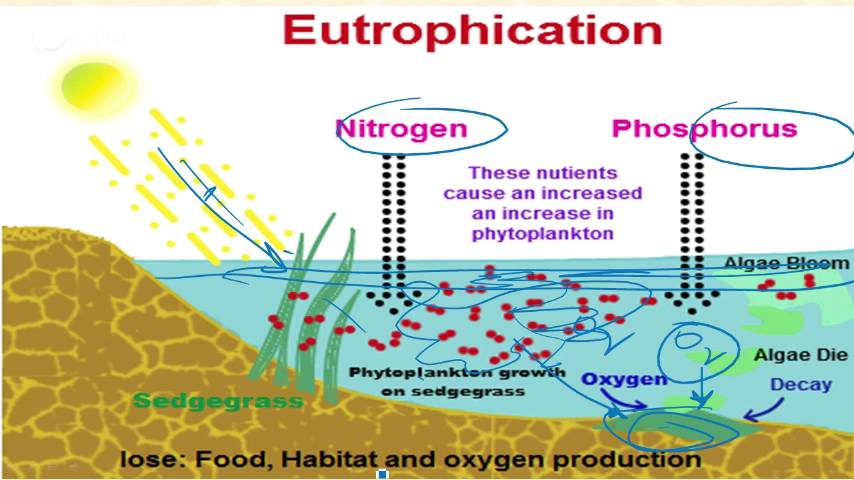 Eutrophication
Nitrogen
Phosphorus
These nutients
cause an increased
an increase in
phytoplankton
Algae Bloom
O2
Algae Die
Phytoplankton growth
on sedgegrass
Oxygen
Decay
Sedgegrass
lose: Food, Habitat and oxygen production